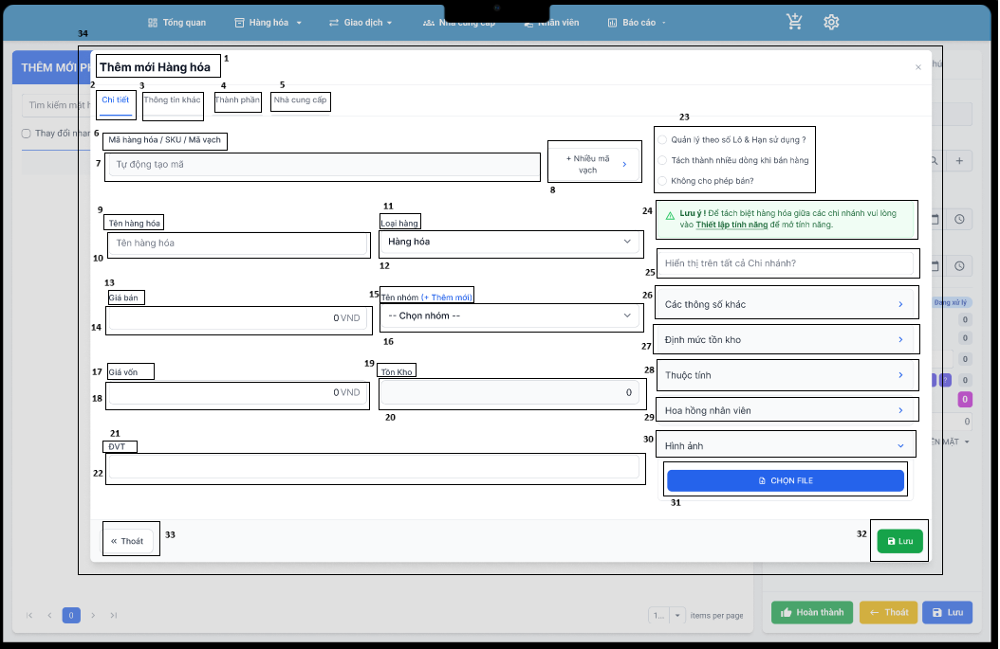 Tổng quan
Hàng hóa
Giao dịch
Nhà cung cấp
Nhân viên
Báo cáo
34
THÊM MỚI
Thêm mới Hàng hóa
1
×
Tìm kiếm mặt h
Thay đổi nhan
2
3
4
5
Chi tiết
Thông tin khác
Thành phần
Nhà cung cấp
6
Mã hàng hóa / SKU / Mã vạch
7
Tự động tạo mã
+ Nhiều mã
vạch
8
23
Quản lý theo số Lô & Hạn sử dụng ?
Tách thành nhiều dòng khi bán hàng
Không cho phép bán?
9
Tên hàng hóa
10
Tên hàng hóa
11
Loại hàng
Hàng hóa
12
24
Lưu ý ! Để tách biệt hàng hóa giữa các chi nhánh vui lòng
vào Thiết lập tính năng để mở tính năng.
25
Hiển thị trên tất cả Chi nhánh?
13
Giá bán
14
0 VND
15
Tên nhóm (+ Thêm mới)
-- Chọn nhóm --
16
26
Các thông số khác
27
Định mức tồn kho
28
Thuộc tính
29
Hoa hồng nhân viên
30
Hình ảnh
CHỌN FILE
31
17
Giá vốn
18
0 VND
19
Tồn Kho
0
20
21
ĐVT
22
« Thoát
33
32
Lưu
Đang xử lý
0
0
0
?
0
0
0
ỀN MẶT
0
1...
items per page
Hoàn thành
Thoát
Lưu